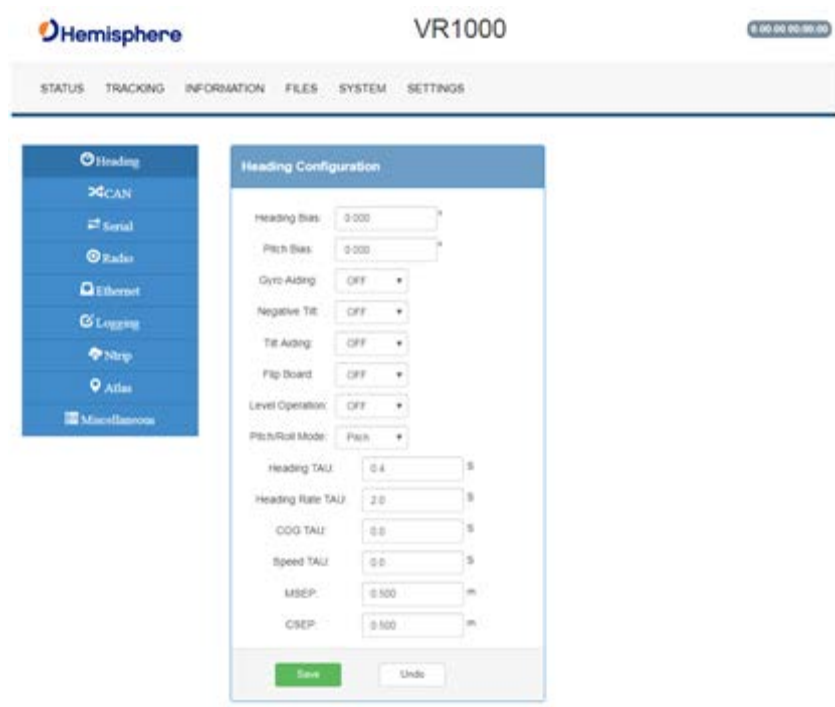 Hemisphere
VR1000
STATUS TRACKING INFORMATION FILES SYSTEM SETTINGS
Heading
CAN
Serial
Radio
Ethernet
Logging
Ntrip
Atlas
Miscellaneous
Heading Configuration
Heading Bias: 0.000 °
Pitch Bias: 0.000 °
Gyro Aiding: OFF
Negative Tilt: OFF
Tilt Aiding: OFF
Flip Board: OFF
Level Operation: OFF
Pitch/Roll Mode: Pitch
Heading TAU: 0.4 S
Heading Rate TAU: 2.0 S
COG TAU: 0.0 S
Speed TAU: 0.0 S
MSEP: 0.500 m
CSEP: 0.500 m
Save Undo